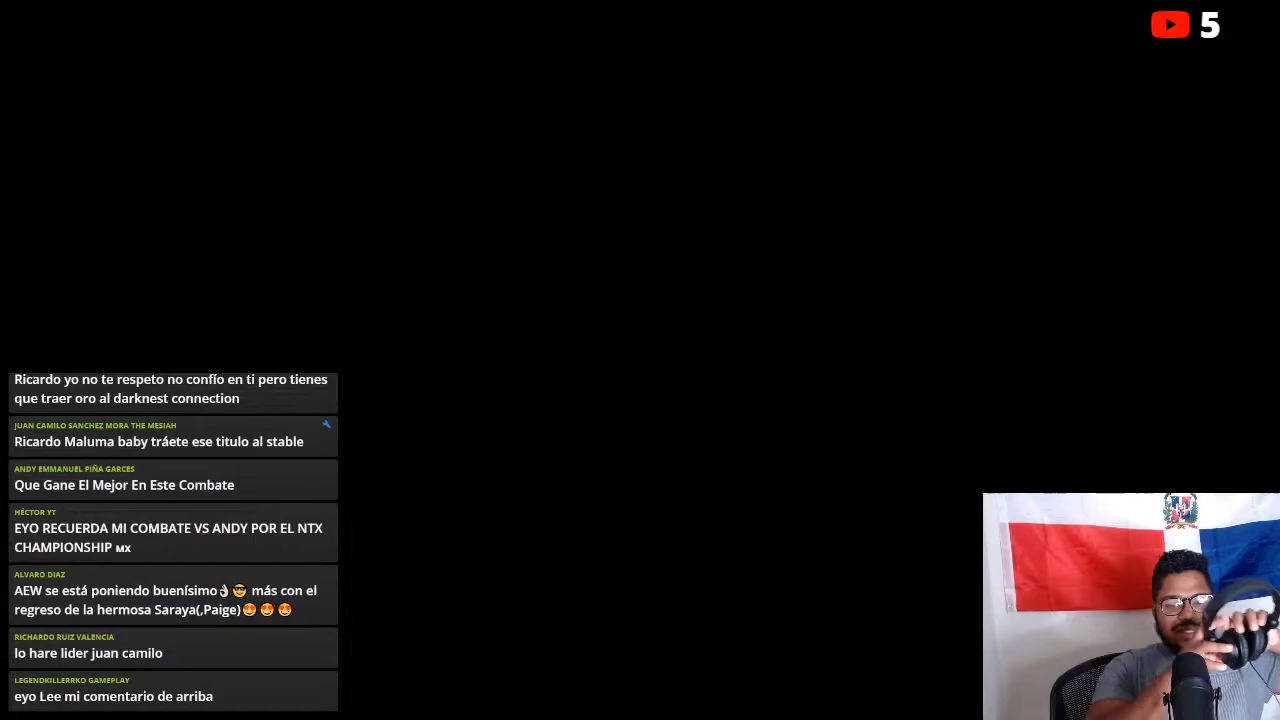 5
Ricardo yo no te respeto no confío en ti pero tienes
que traer oro al darknest connection
JUAN CAMILO SANCHEZ MORA THE MESIAH
Ricardo Maluma baby tráete ese titulo al stable
ANDY EMMANUEL PIÑA GARCES
Que Gane El Mejor En Este Combate
HÉCTOR YT
EYO RECUERDA MI COMBATE VS ANDY POR EL NTX
CHAMPIONSHIP MX
ALVARO DIAZ
AEW se está poniendo buenísimo👌🏻😎 más con el
regreso de la hermosa Saraya(,Paige)😍😍😍
RICHARDO RUIZ VALENCIA
lo hare lider juan camilo
LEGENDKILLERRKO GAMEPLAY
eyo Lee mi comentario de arriba